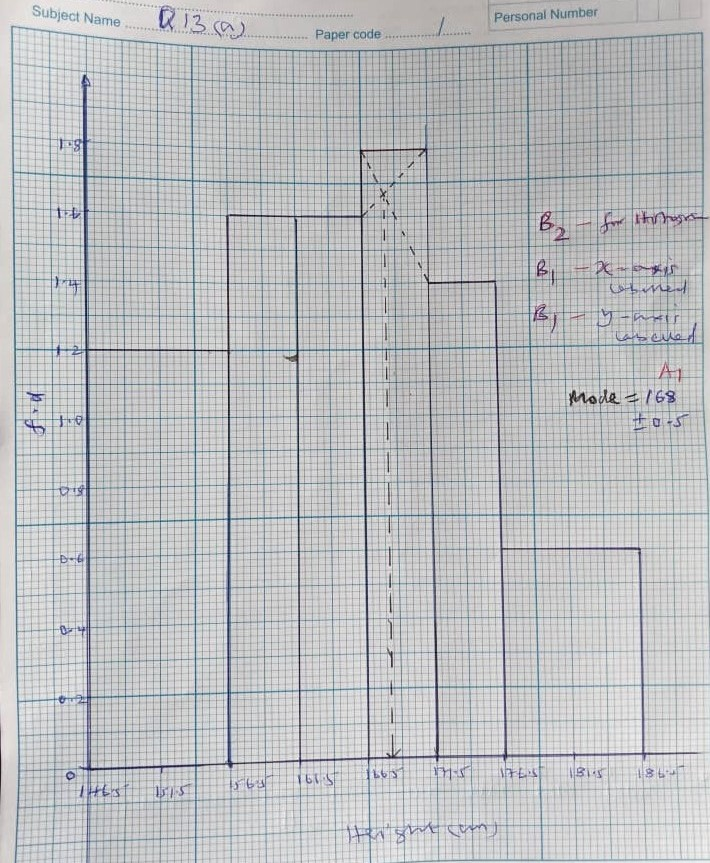 Subject Name Q 13 (a)
Paper code /
Personal Number
1.8
1.6
1.4
1.2
1.0
0.8
0.6
0.4
0.2
0
f.d
B2 - for Histogram
B1 - x-axis
labelled
B1 - y-axis
labelled
A1
Mode = 168
± 0.5
146.5 151.5 156.5 161.5 166.5 171.5 176.5 181.5 186.5
(cm)